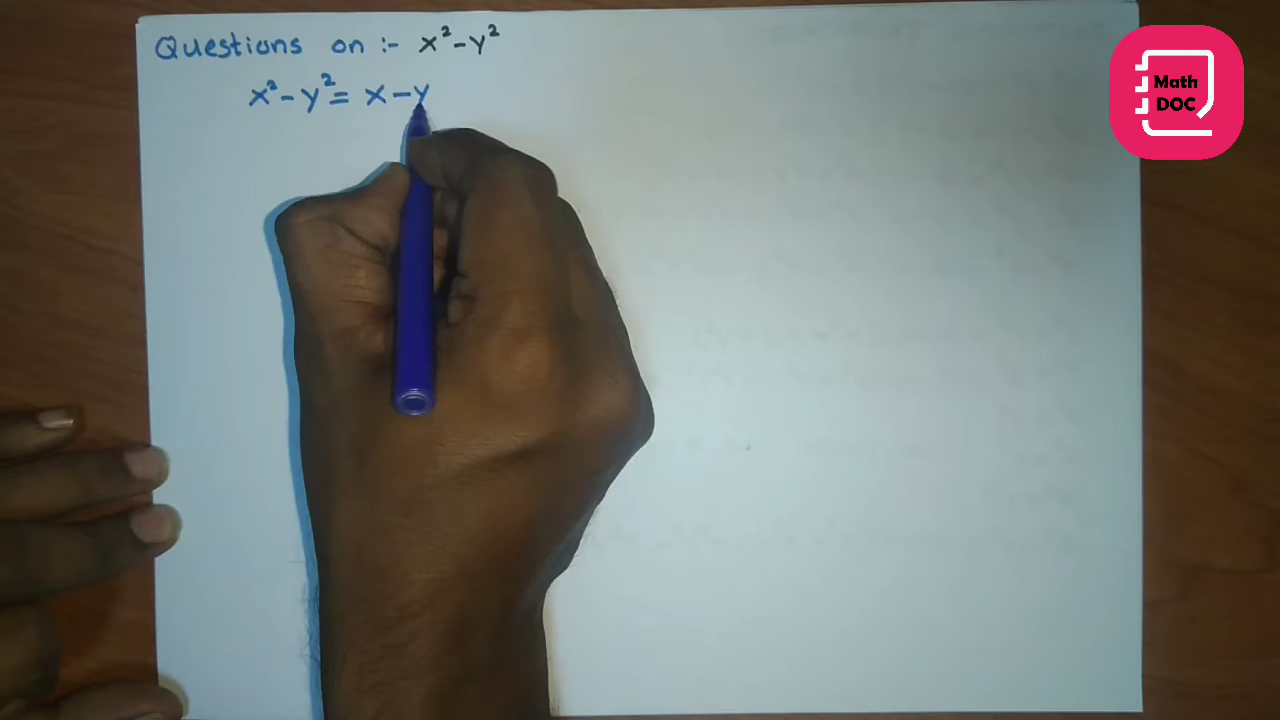 Questions on :- x²-y²
x²-y²= x-y
Math
DOC